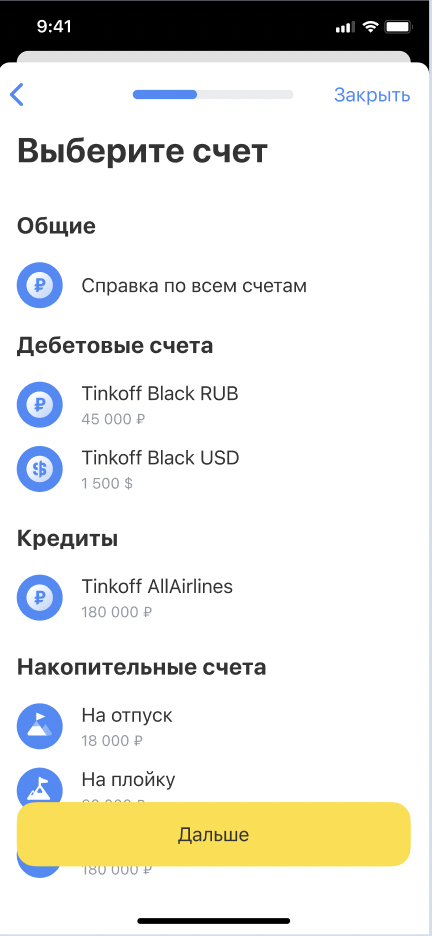 9:41
Закрыть
Выберите счет
Общие
Справка по всем счетам
Дебетовые счета
Tinkoff Black RUB
45 000 ₽
Tinkoff Black USD
1 500 $
Кредиты
Tinkoff AllAirlines
180 000 ₽
Накопительные счета
На отпуск
18 000 ₽
На плойку
Дальше
180 000 ₽